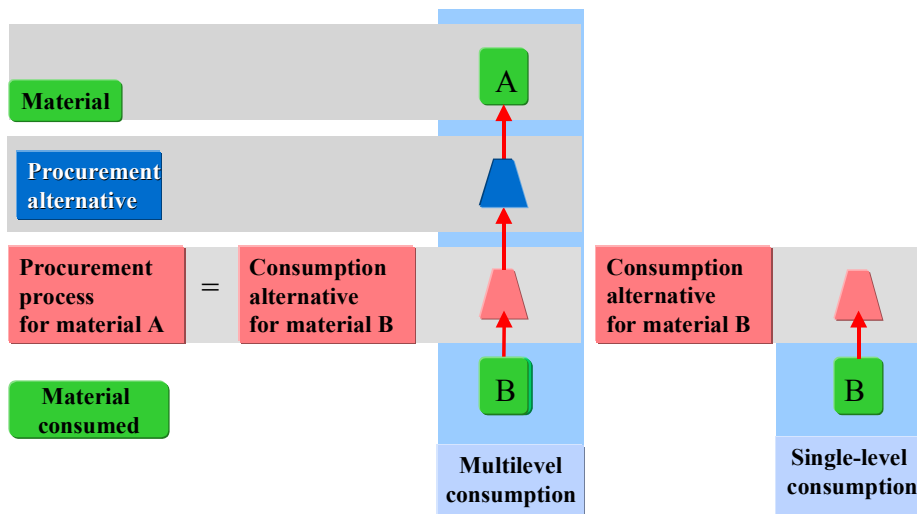 A
Material
Procurement
alternative
Procurement
process
for material A
=
Consumption
alternative
for material B
Consumption
alternative
for material B
Material
consumed
B
B
Multilevel
consumption
Single-level
consumption